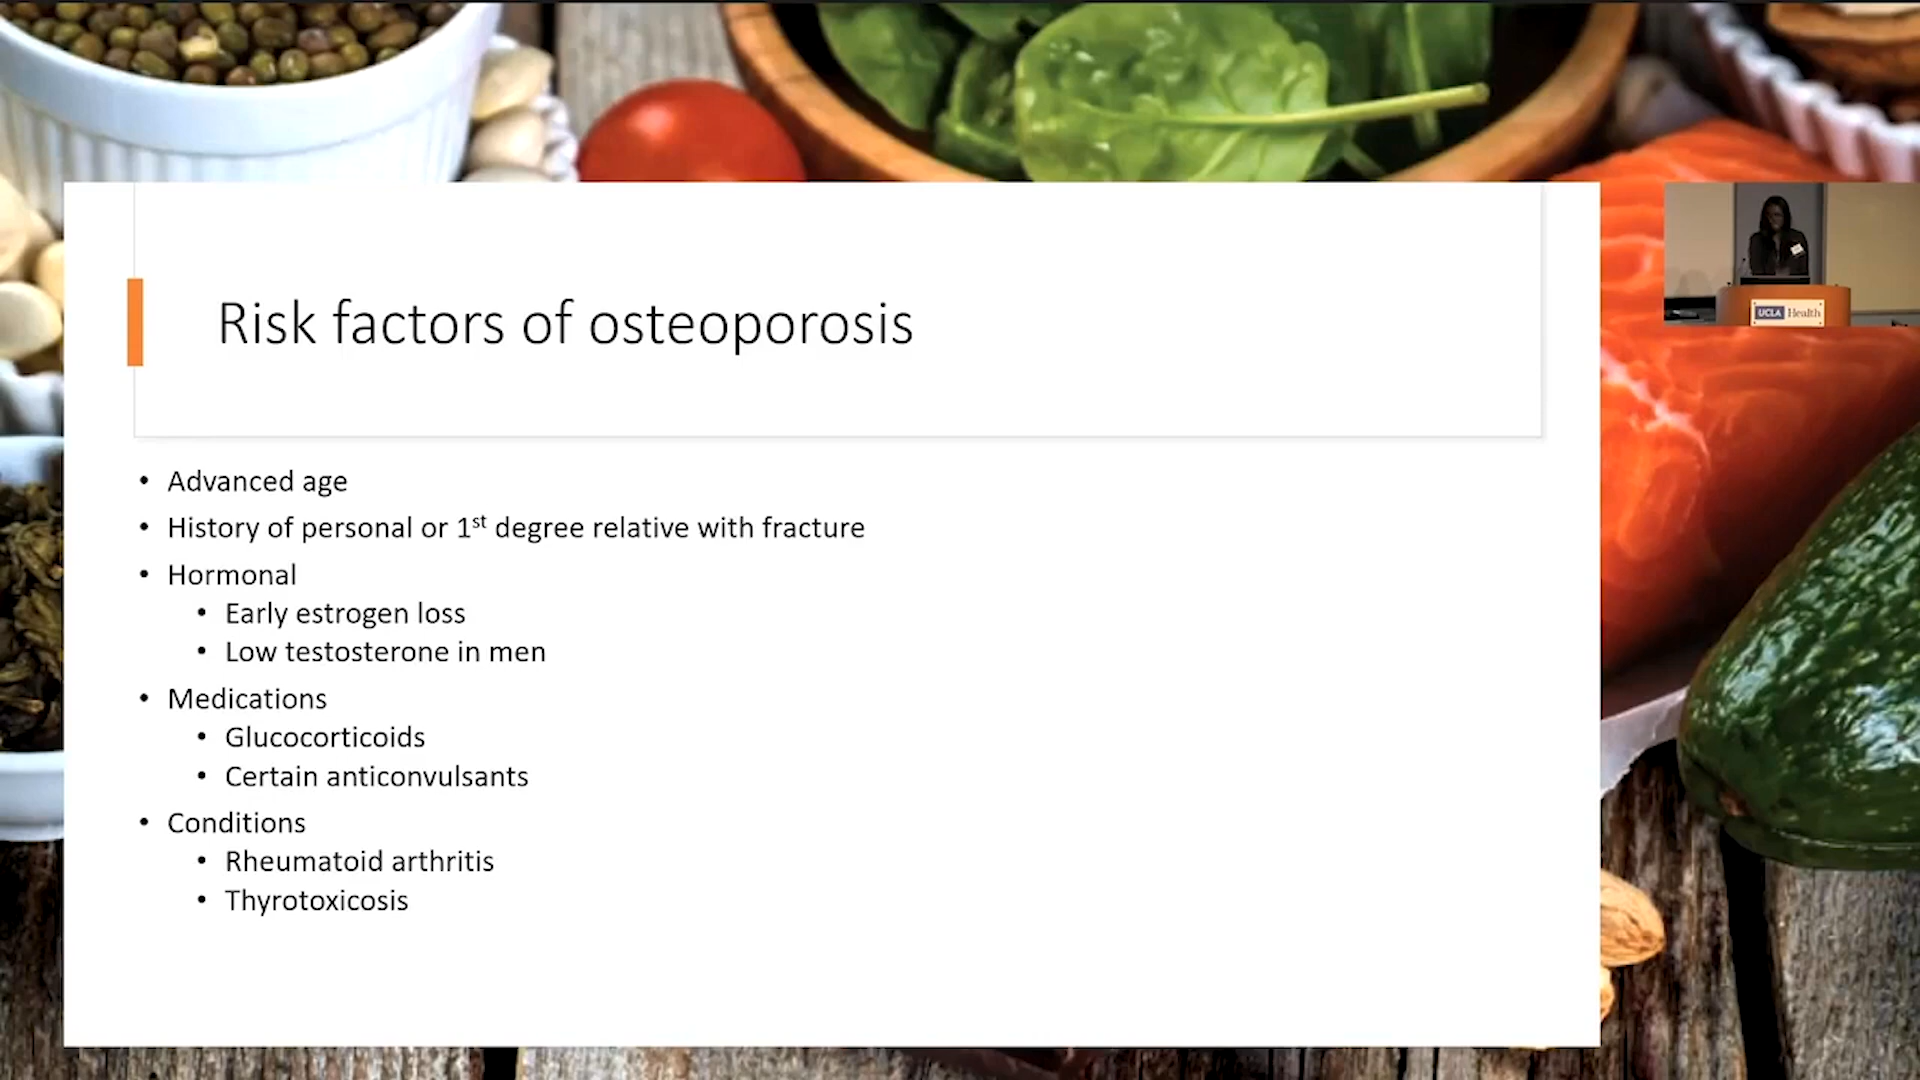 Risk factors of osteoporosis
• Advanced age
• History of personal or 1st degree relative with fracture
• Hormonal
• Early estrogen loss
• Low testosterone in men
• Medications
• Glucocorticoids
• Certain anticonvulsants
• Conditions
• Rheumatoid arthritis
• Thyrotoxicosis
UCLA Health